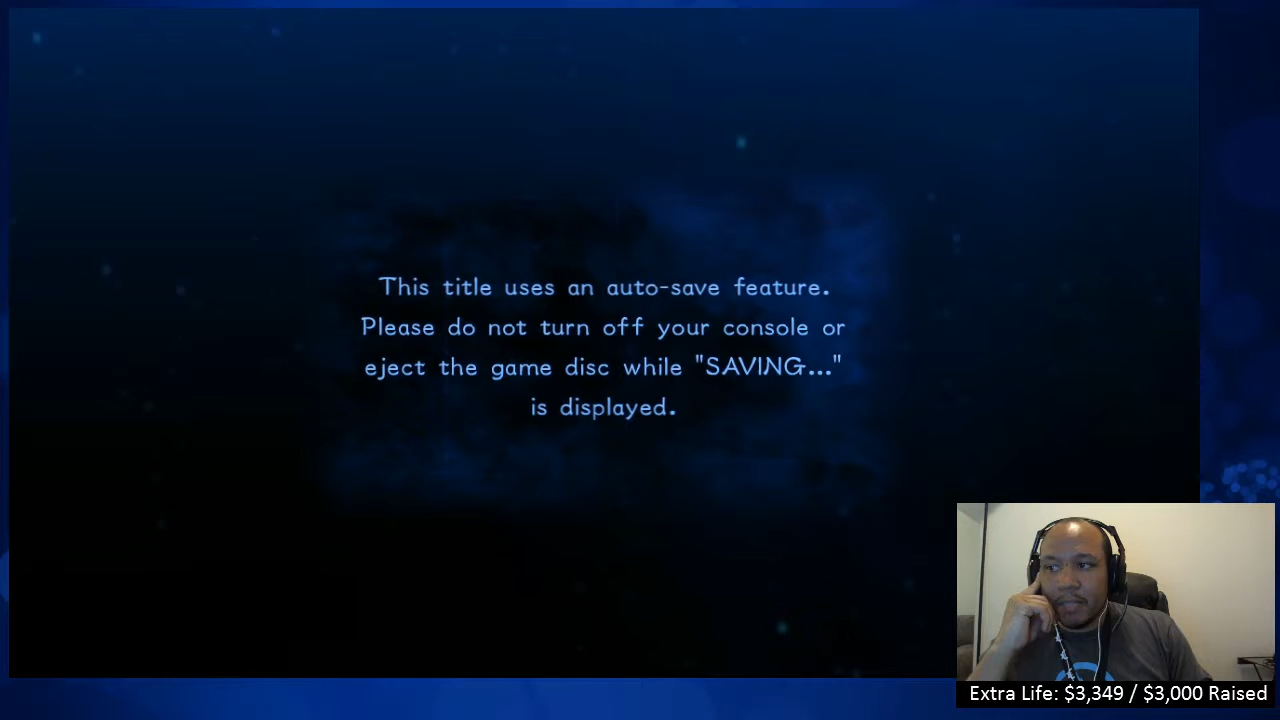 This title uses an auto-save feature.
Please do not turn off your console or
eject the game disc while "SAVING..."
is displayed.
Extra Life: $3,349 / $3,000 Raised